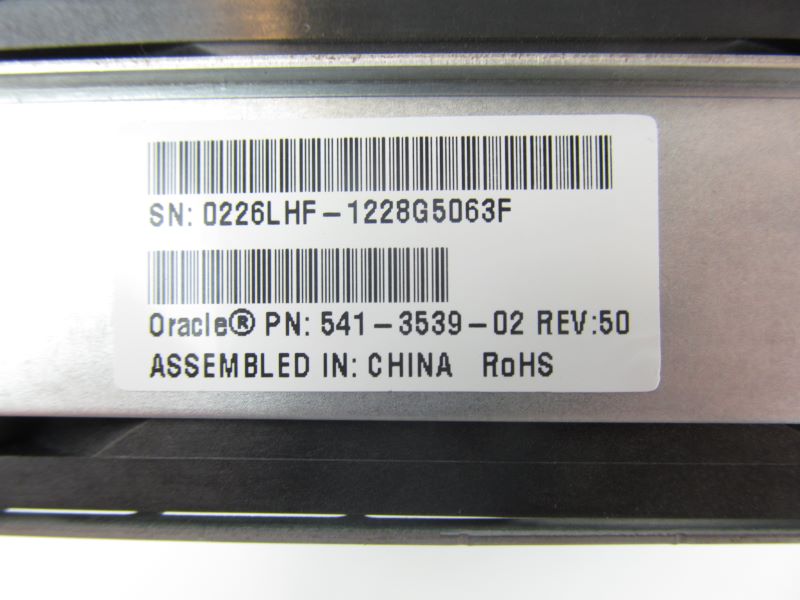 SN: 0226LHF-1228G5063F
Oracle® PN: 541-3539-02 REV:50
ASSEMBLED IN: CHINA RoHS